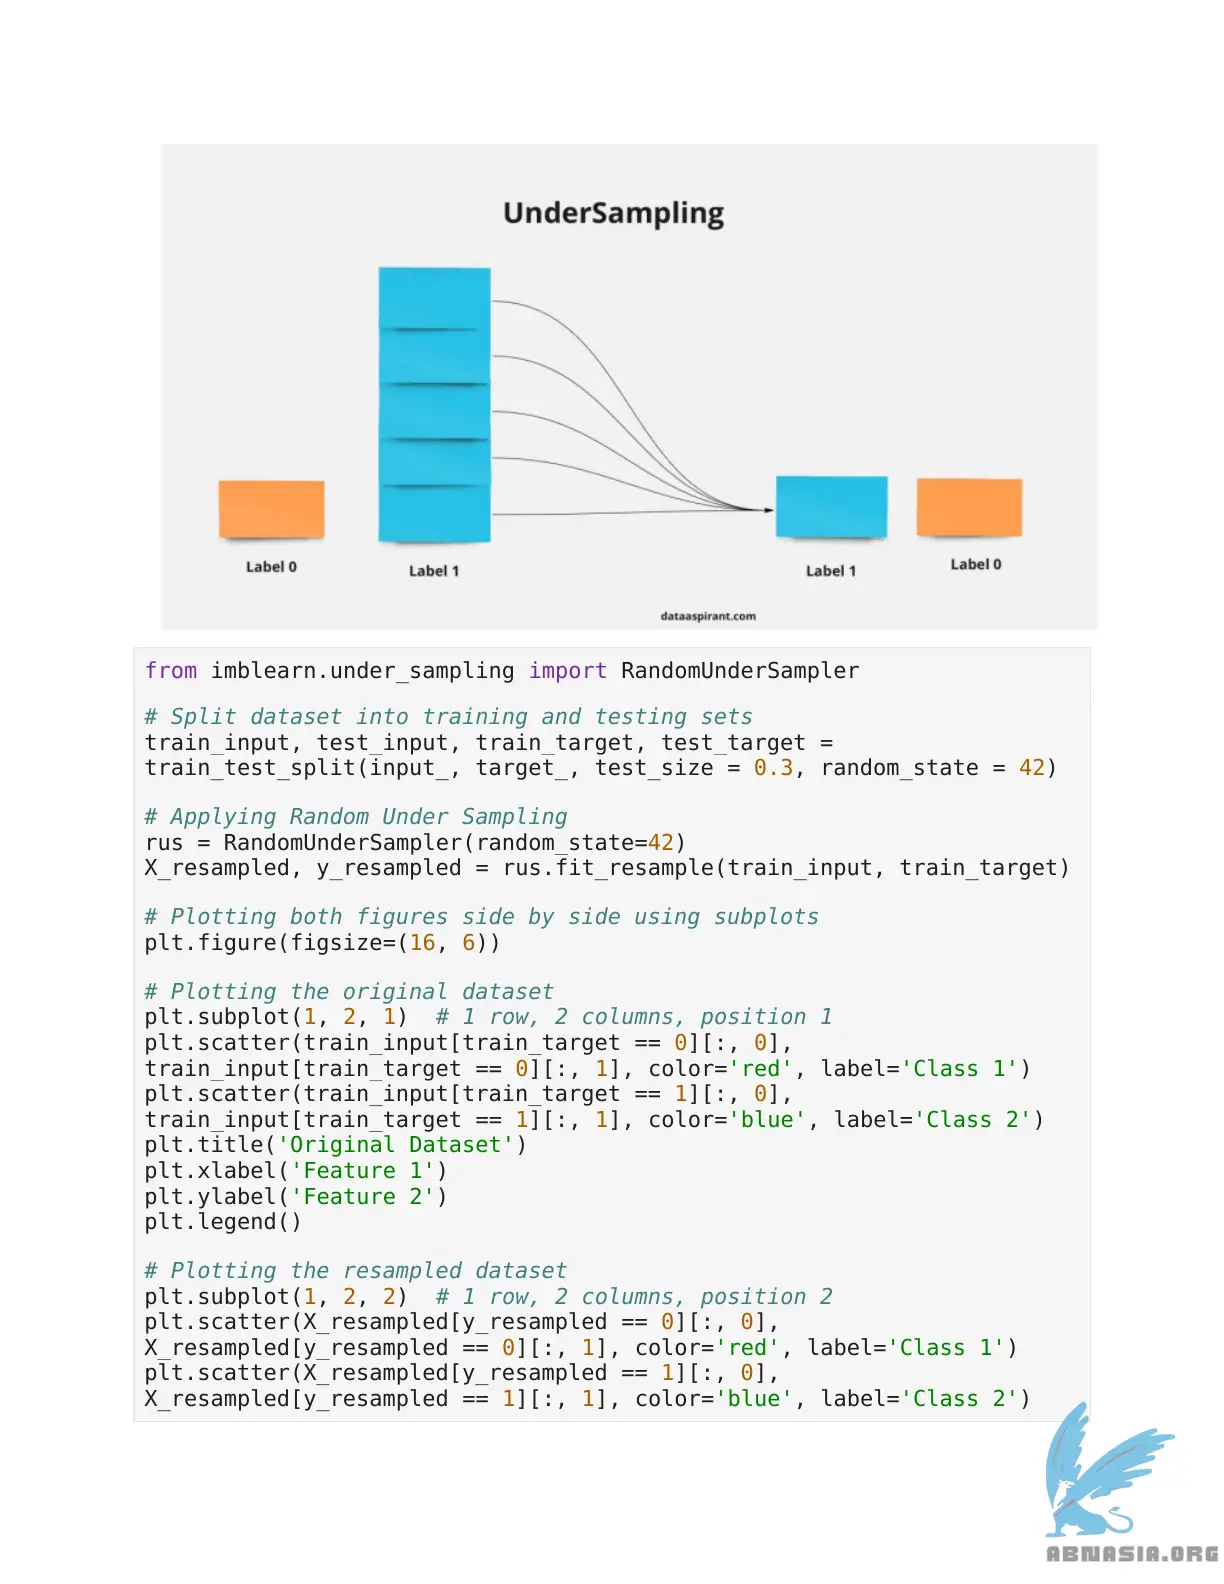 UnderSampling
Label 0
Label 1
Label 1
Label 0
dataaspirant.com
from imblearn.under_sampling import RandomUnderSampler
# Split dataset into training and testing sets
train_input, test_input, train_target, test_target =
train_test_split(input_, target_, test_size = 0.3, random_state = 42)
# Applying Random Under Sampling
rus = RandomUnderSampler(random_state=42)
X_resampled, y_resampled = rus.fit_resample(train_input, train_target)
# Plotting both figures side by side using subplots
plt.figure(figsize=(16, 6))
# Plotting the original dataset
plt.subplot(1, 2, 1)  # 1 row, 2 columns, position 1
plt.scatter(train_input[train_target == 0][:, 0],
train_input[train_target == 0][:, 1], color='red', label='Class 1')
plt.scatter(train_input[train_target == 1][:, 0],
train_input[train_target == 1][:, 1], color='blue', label='Class 2')
plt.title('Original Dataset')
plt.xlabel('Feature 1')
plt.ylabel('Feature 2')
plt.legend()
# Plotting the resampled dataset
plt.subplot(1, 2, 2)  # 1 row, 2 columns, position 2
plt.scatter(X_resampled[y_resampled == 0][:, 0],
X_resampled[y_resampled == 0][:, 1], color='red', label='Class 1')
plt.scatter(X_resampled[y_resampled == 1][:, 0],
X_resampled[y_resampled == 1][:, 1], color='blue', label='Class 2')
ABNASIA.ORG